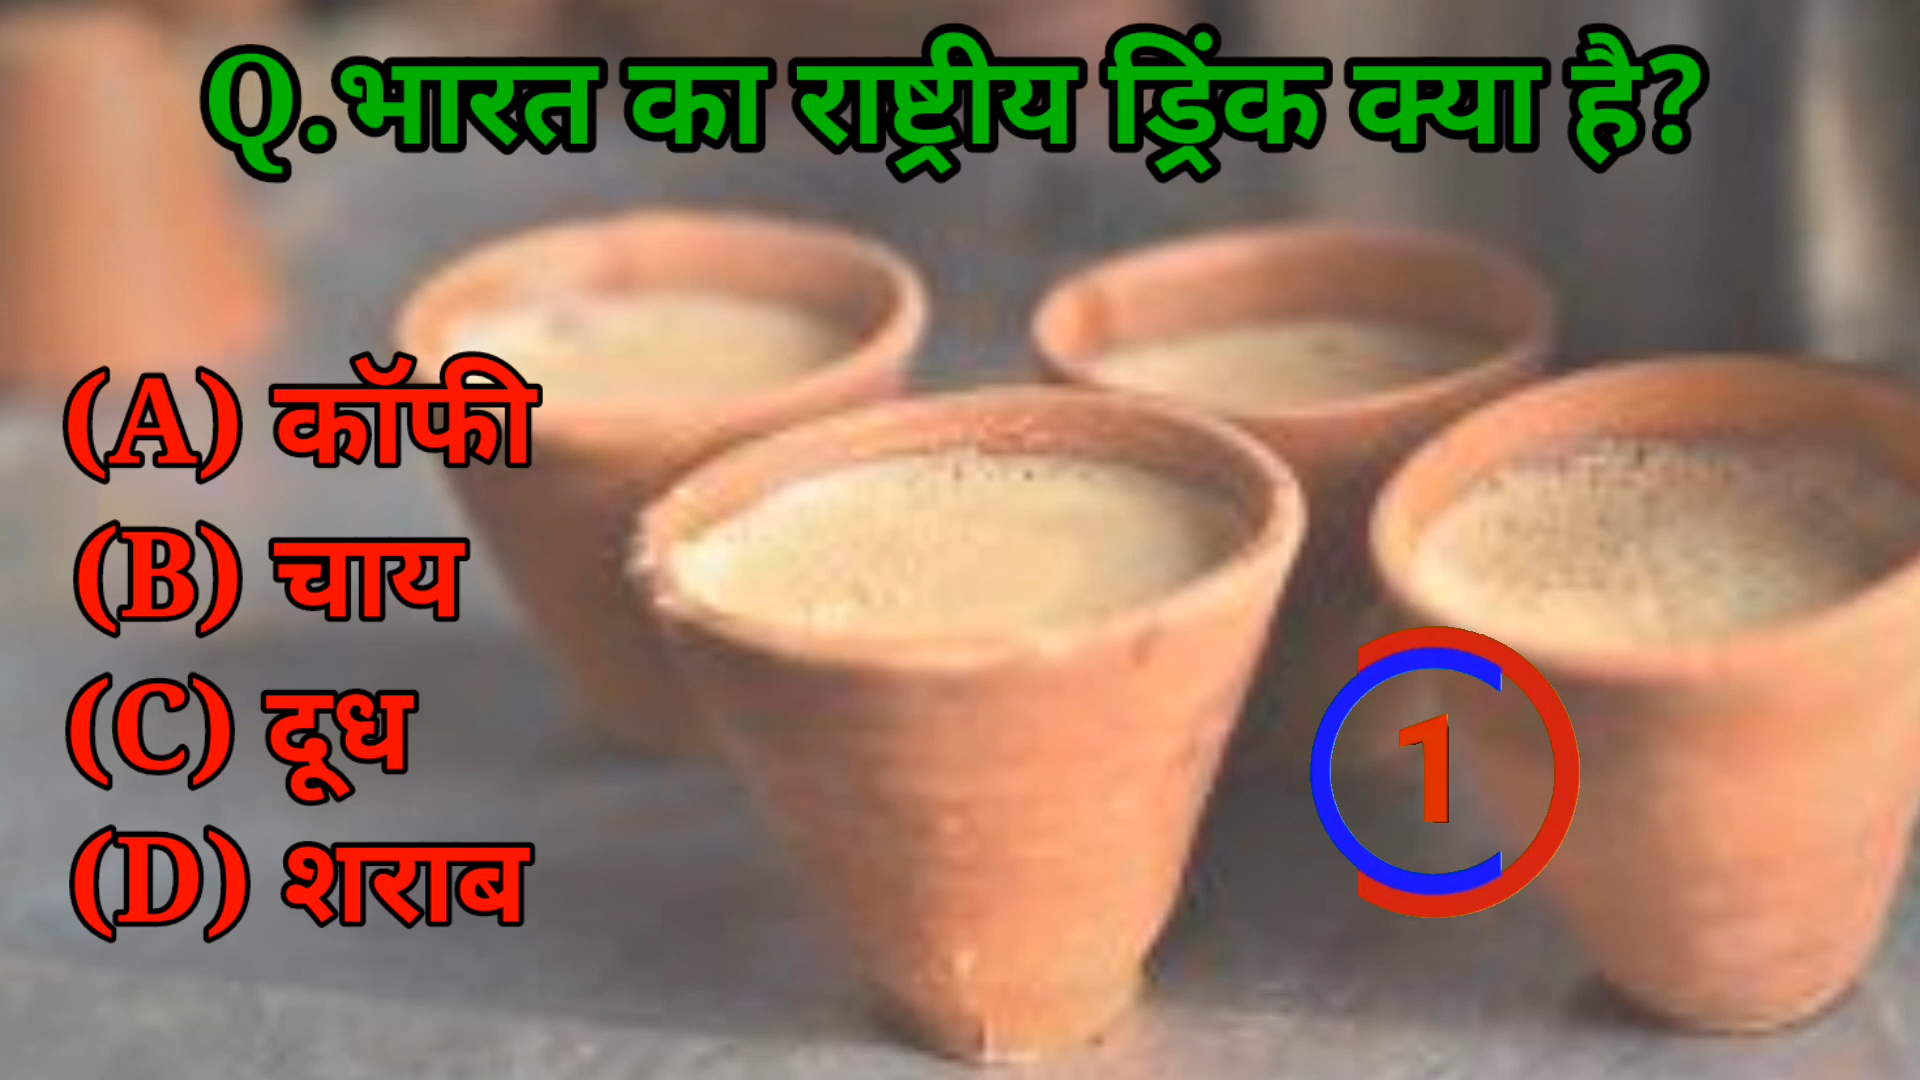 Q.भारत का राष्ट्रीय ड्रिंक क्या है?
(A) कॉफी
(B) चाय
(C) दूध
(D) शराब
1